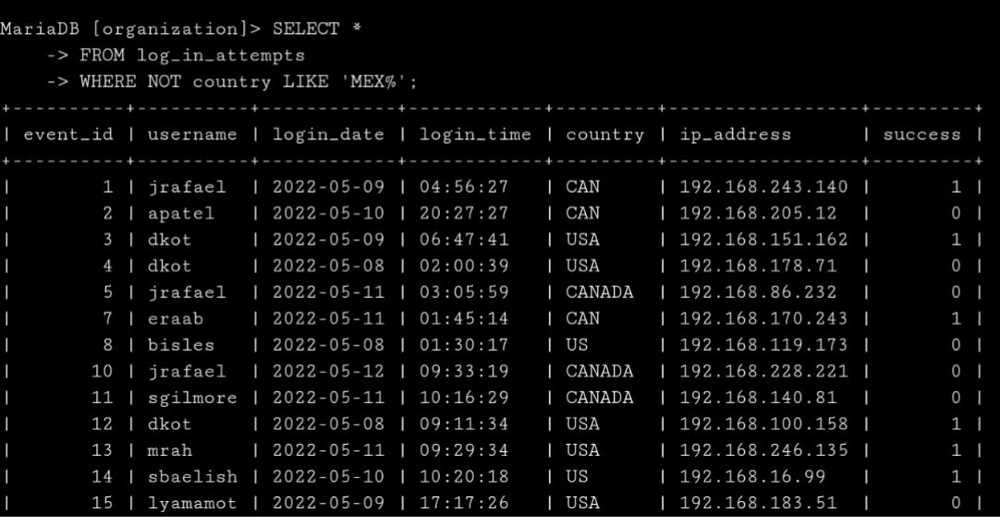 MariaDB [organization]> SELECT *
    -> FROM log_in_attempts
    -> WHERE NOT country LIKE 'MEX%';
+----------+----------+------------+------------+---------+-----------------+---------+
| event_id | username | login_date | login_time | country | ip_address      | success |
+----------+----------+------------+------------+---------+-----------------+---------+
|        1 | jrafael  | 2022-05-09 | 04:56:27   | CAN     | 192.168.243.140 |       1 |
|        2 | apatel   | 2022-05-10 | 20:27:27   | CAN     | 192.168.205.12  |       0 |
|        3 | dkot     | 2022-05-09 | 06:47:41   | USA     | 192.168.151.162 |       1 |
|        4 | dkot     | 2022-05-08 | 02:00:39   | USA     | 192.168.178.71  |       0 |
|        5 | jrafael  | 2022-05-11 | 03:05:59   | CANADA  | 192.168.86.232  |       0 |
|        7 | eraab    | 2022-05-11 | 01:45:14   | CAN     | 192.168.170.243 |       1 |
|        8 | bisles   | 2022-05-08 | 01:30:17   | US      | 192.168.119.173 |       0 |
|       10 | jrafael  | 2022-05-12 | 09:33:19   | CANADA  | 192.168.228.221 |       0 |
|       11 | sgilmore | 2022-05-11 | 10:16:29   | CANADA  | 192.168.140.81  |       0 |
|       12 | dkot     | 2022-05-08 | 09:11:34   | USA     | 192.168.100.158 |       1 |
|       13 | mrah     | 2022-05-11 | 09:29:34   | USA     | 192.168.246.135 |       1 |
|       14 | sbaelish | 2022-05-10 | 10:20:18   | US      | 192.168.16.99   |       1 |
|       15 | lyamamot | 2022-05-09 | 17:17:26   | USA     | 192.168.183.51  |       0 |